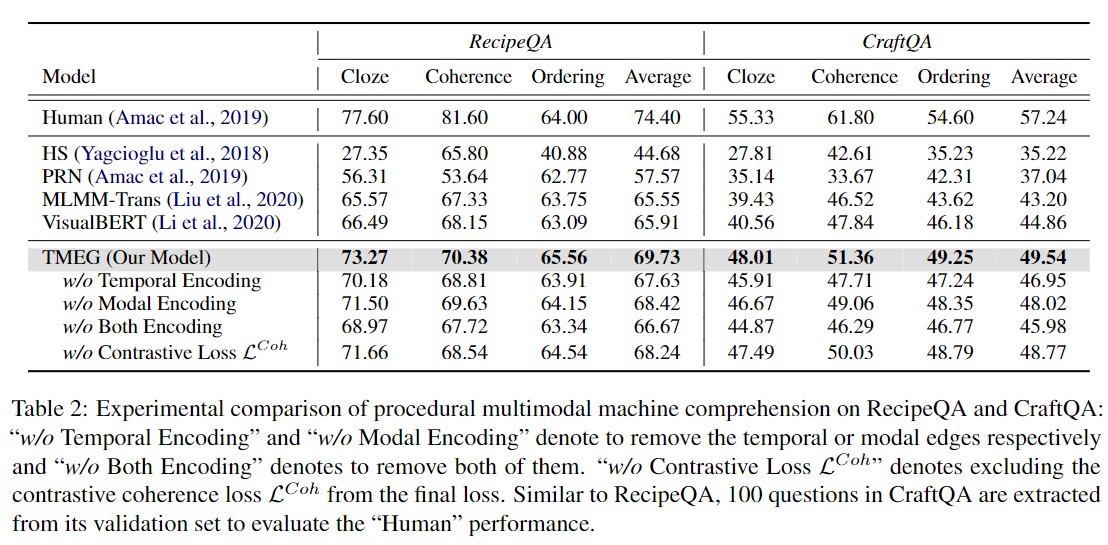 RecipeQA CraftQA
Model Cloze Coherence Ordering Average Cloze Coherence Ordering Average
Human (Amac et al., 2019) 77.60 81.60 64.00 74.40 55.33 61.80 54.60 57.24
HS (Yagcioglu et al., 2018) 27.35 65.80 40.88 44.68 27.81 42.61 35.23 35.22
PRN (Amac et al., 2019) 56.31 53.64 62.77 57.57 35.14 33.67 42.31 37.04
MLMM-Trans (Liu et al., 2020) 65.57 67.33 63.75 65.55 39.43 46.52 43.62 43.20
VisualBERT (Li et al., 2020) 66.49 68.15 63.09 65.91 40.56 47.84 46.18 44.86
TMEG (Our Model) 73.27 70.38 65.56 69.73 48.01 51.36 49.25 49.54
w/o Temporal Encoding 70.18 68.81 63.91 67.63 45.91 47.71 47.24 46.95
w/o Modal Encoding 71.50 69.63 64.15 68.42 46.67 49.06 48.35 48.02
w/o Both Encoding 68.97 67.72 63.34 66.67 44.87 46.29 46.77 45.98
w/o Contrastive Loss ℒ^Coh 71.66 68.54 64.54 68.24 47.49 50.03 48.79 48.77
Table 2: Experimental comparison of procedural multimodal machine comprehension on RecipeQA and CraftQA:
“w/o Temporal Encoding” and “w/o Modal Encoding” denote to remove the temporal or modal edges respectively
and “w/o Both Encoding” denotes to remove both of them. “w/o Contrastive Loss ℒ^Coh” denotes excluding the
contrastive coherence loss ℒ^Coh from the final loss. Similar to RecipeQA, 100 questions in CraftQA are extracted
from its validation set to evaluate the “Human” performance.